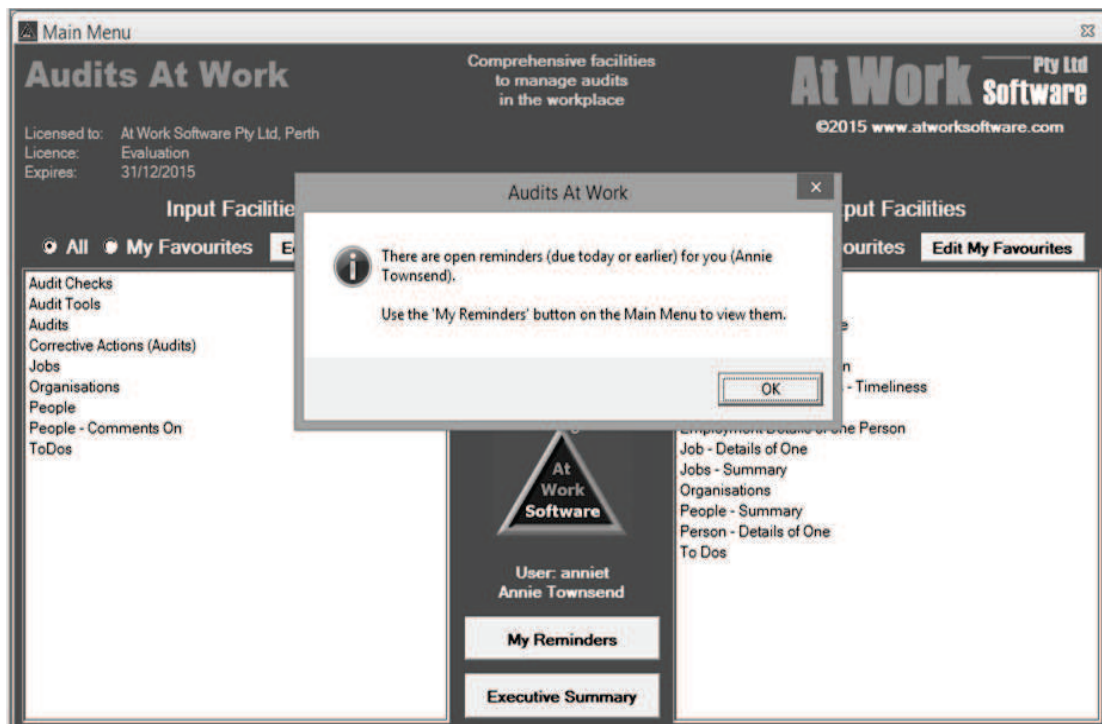 Main Menu
Audits At Work
Comprehensive facilities
to manage audits
in the workplace
At Work Software Pty Ltd
©2015 www.atworksoftware.com
Licensed to: At Work Software Pty Ltd, Perth
Licence: Evaluation
Expires: 31/12/2015
Input Facilitie
put Facilities
All My Favourites E
ourites Edit My Favourites
Audits At Work
There are open reminders (due today or earlier) for you (Annie
Townsend).
Use the 'My Reminders' button on the Main Menu to view them.
OK
Audit Checks
Audit Tools
Audits
Corrective Actions (Audits)
Jobs
Organisations
People
People - Comments On
ToDos
At
Work
Software
User: anniet
Annie Townsend
My Reminders
Executive Summary
- Timeliness
Employment Details of One Person
Job - Details of One
Jobs - Summary
Organisations
People - Summary
Person - Details of One
To Dos